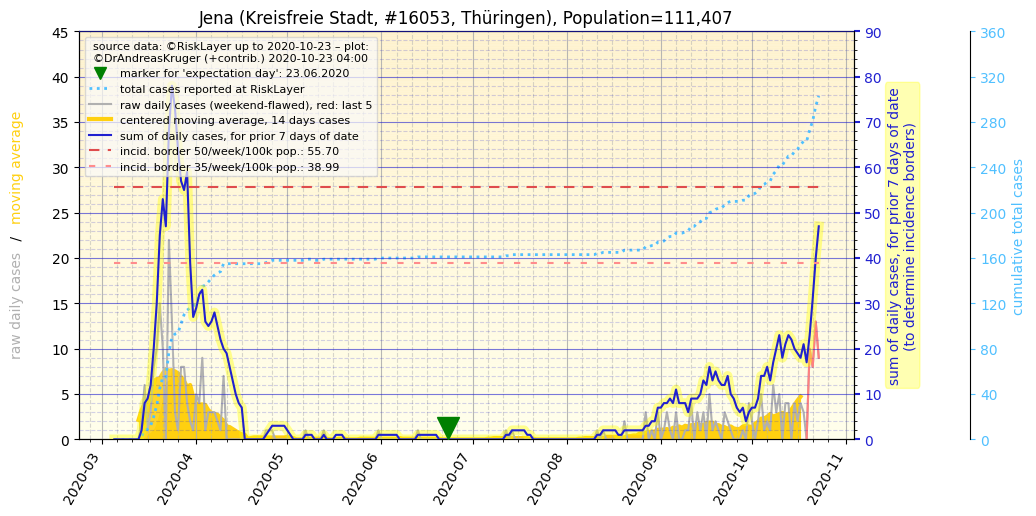 Jena (Kreisfreie Stadt, #16053, Thüringen), Population=111,407
source data: ©RiskLayer up to 2020-10-23 – plot:
©DrAndreasKruger (+contrib.) 2020-10-23 04:00
marker for 'expectation day': 23.06.2020
total cases reported at RiskLayer
raw daily cases (weekend-flawed), red: last 5
centered moving average, 14 days cases
sum of daily cases, for prior 7 days of date
incid. border 50/week/100k pop.: 55.70
incid. border 35/week/100k pop.: 38.99
raw daily cases / moving average
45
40
35
30
25
20
15
10
5
0
2020-03
2020-04
2020-05
2020-06
2020-07
2020-08
2020-09
2020-10
2020-11
90
80
70
60
50
40
30
20
10
0
sum of daily cases, for prior 7 days of date
(to determine incidence borders)
360
320
280
240
200
160
120
80
40
0
cumulative total cases